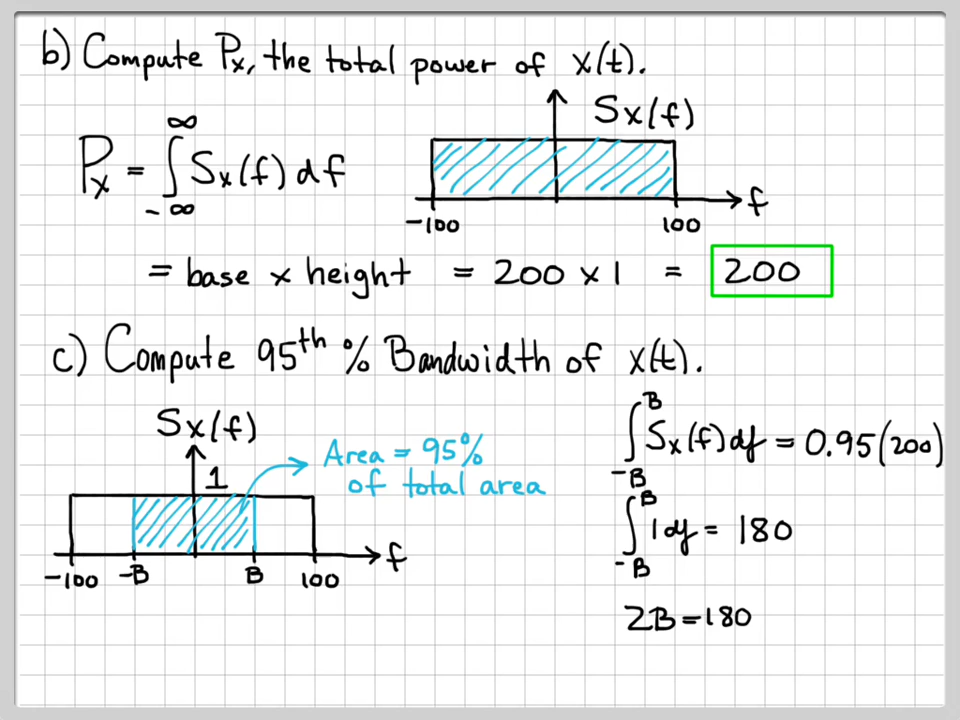 b) Compute Px, the total power of x(t).
Sx(f)
Px = ∫_{-∞}^{∞} Sx(f) df
f
-100
100
= base x height = 200 x 1 = 200
c) Compute 95th % Bandwidth of x(t).
Sx(f)
1
Area = 95%
of total area
f
-100 -B B 100
∫_{-B}^{B} Sx(f) df = 0.95(200)
∫_{-B}^{B} 1 df = 180
2B = 180